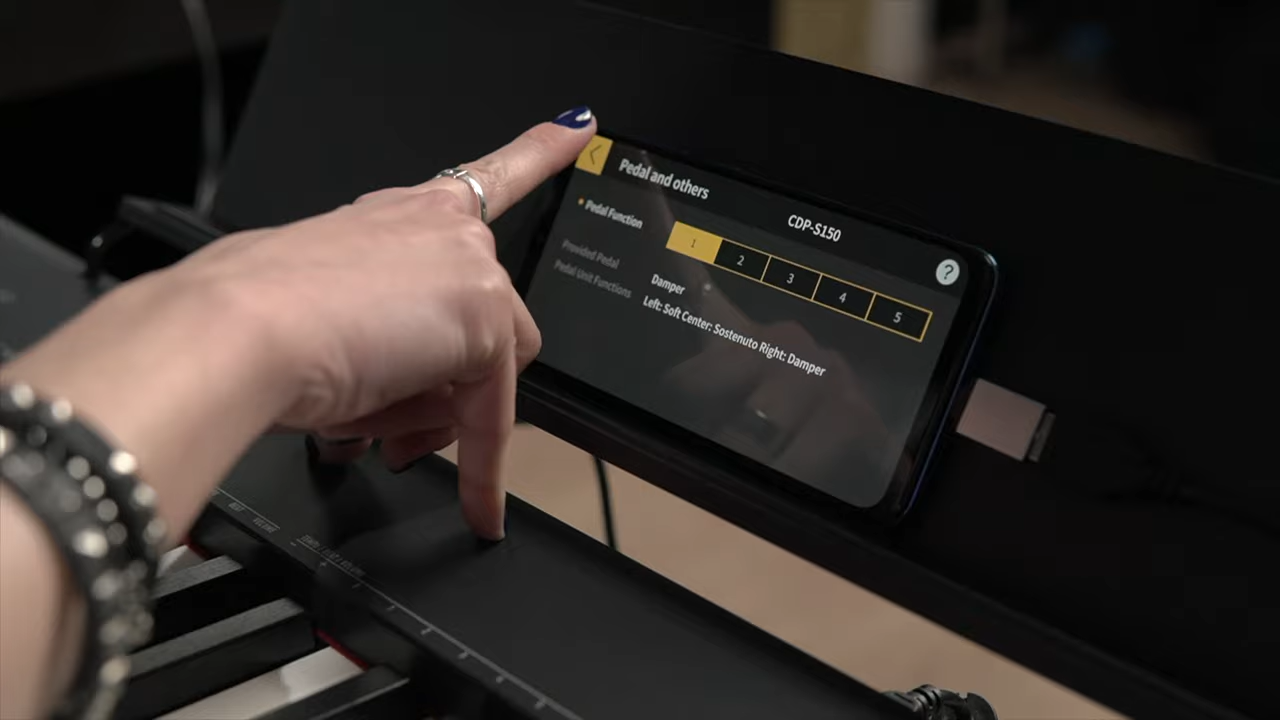 Pedal and others
CDP-S150
?
Pedal Function
1 2 3 4 5
Provided Pedal
Pedal Unit Functions
Damper
Left: Soft Center: Sostenuto Right: Damper